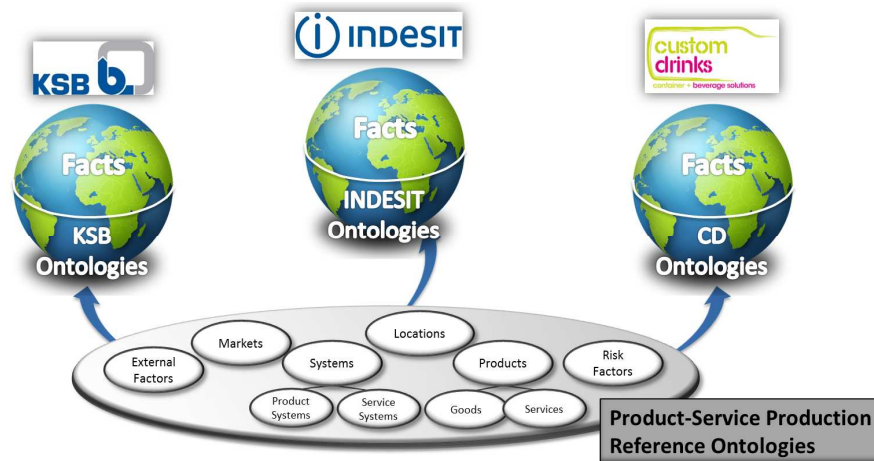 KSB b
INDESIT
custom
drinks
container + beverage solutions
Facts
KSB
Ontologies
Facts
INDESIT
Ontologies
Facts
CD
Ontologies
External
Factors
Markets
Systems
Locations
Products
Risk
Factors
Product
Systems
Service
Systems
Goods
Services
Product-Service Production
Reference Ontologies